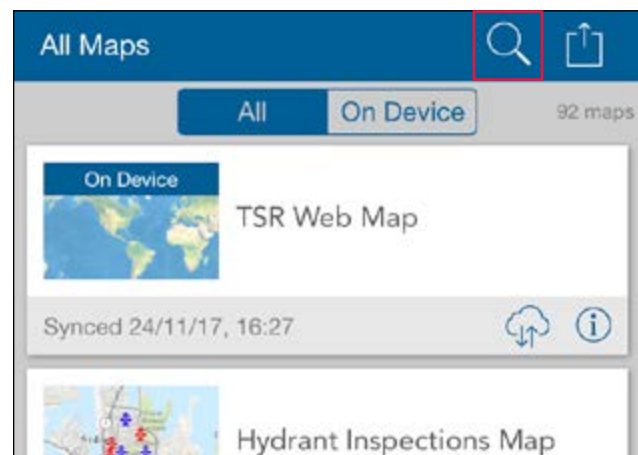 All Maps
All
On Device
92 maps
On Device
TSR Web Map
Synced 24/11/17, 16:27
Hydrant Inspections Map